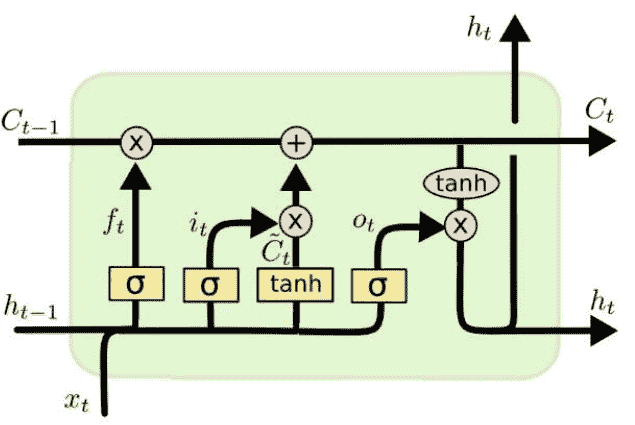 h_t
C_{t-1} x + C_t
tanh
f_t i_t x o_t x
C̃_t
σ σ tanh σ
h_{t-1} h_t
x_t